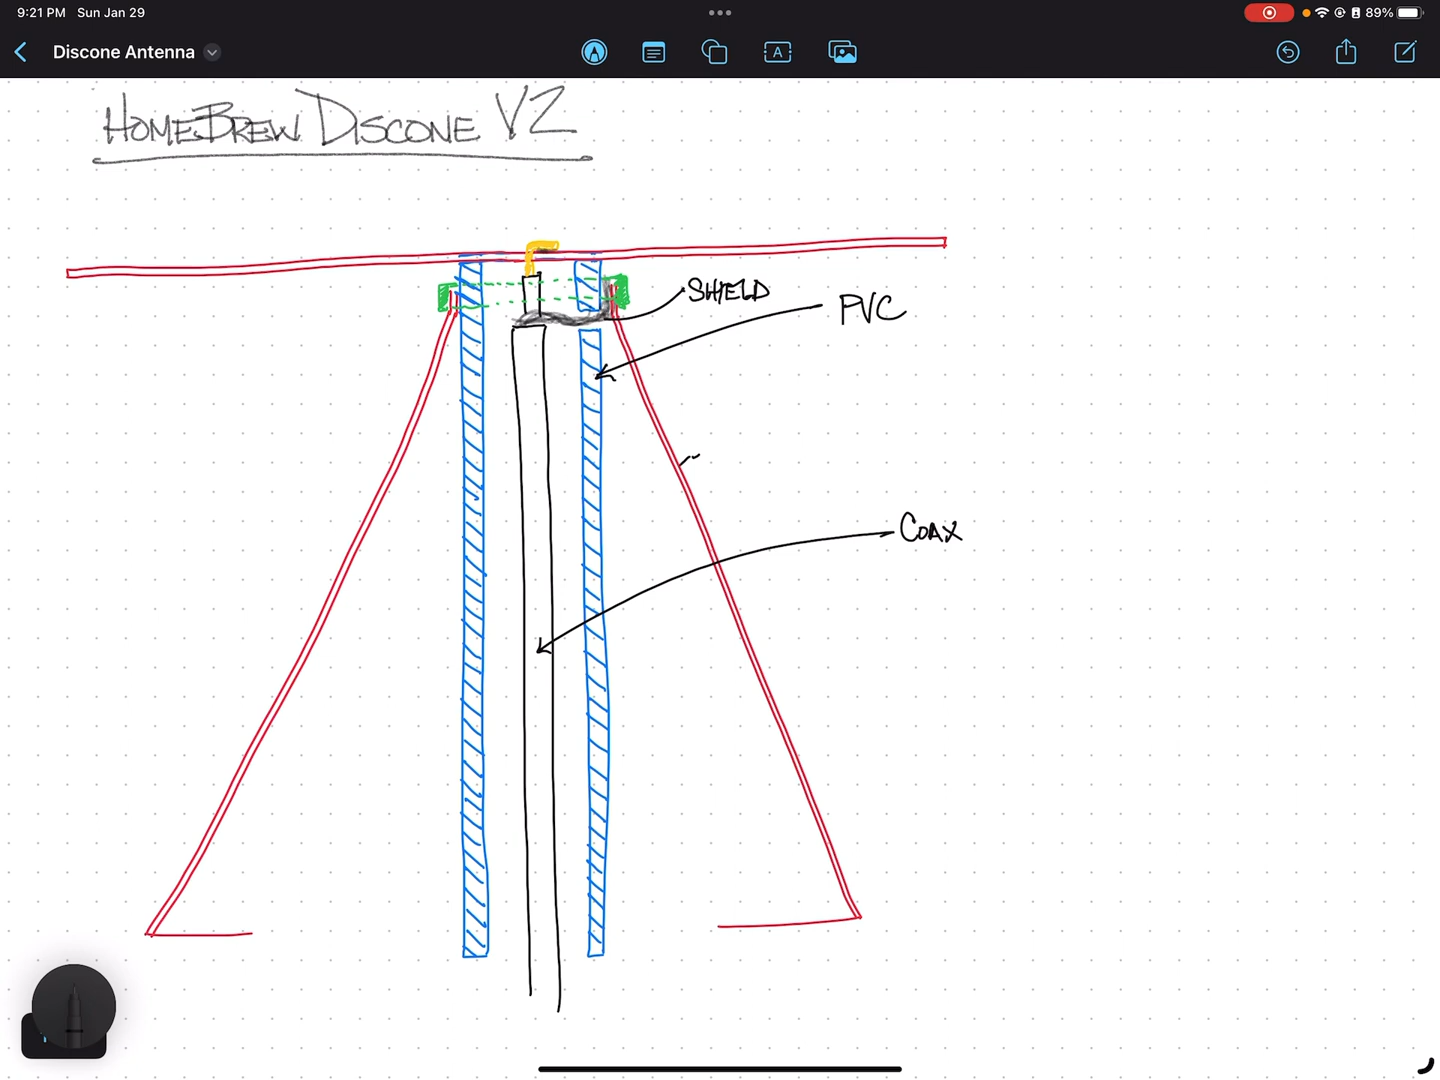 9:21 PM Sun Jan 29
89%
Discone Antenna
A
HOMEBREW DISCONE V2
SHIELD
PVC
COAX